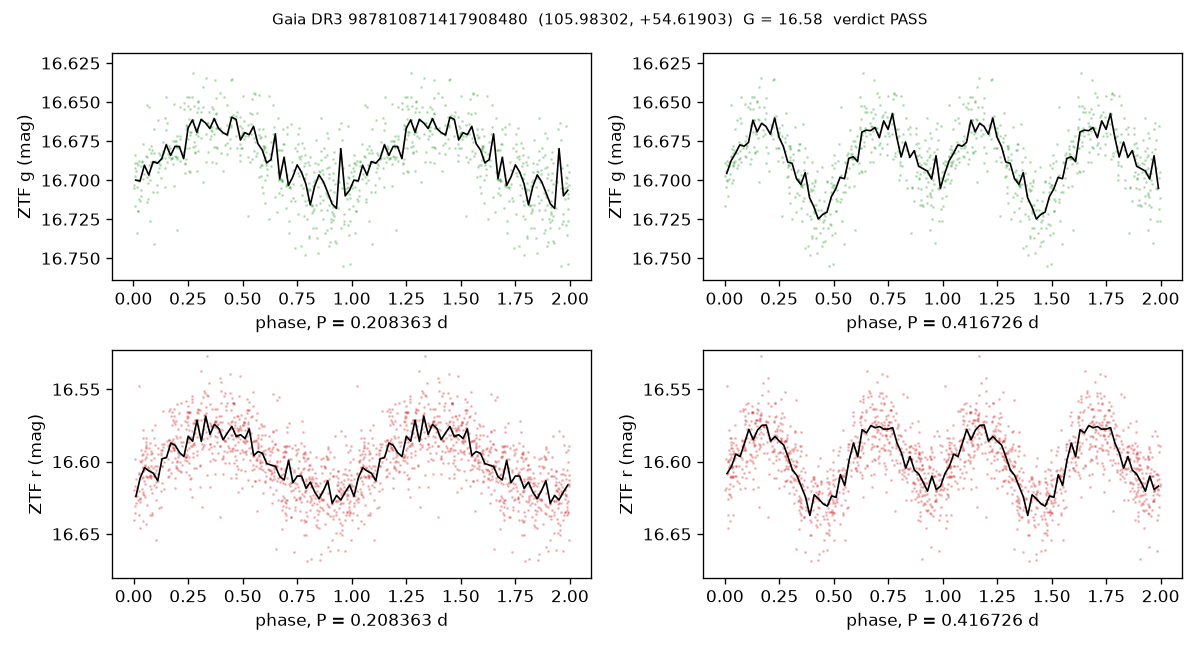 Gaia DR3 987810871417908480  (105.98302, +54.61903)  G = 16.58  verdict PASS
ZTF g (mag)
16.625
16.650
16.675
16.700
16.725
16.750
0.00 0.25 0.50 0.75 1.00 1.25 1.50 1.75 2.00
phase, P = 0.208363 d
ZTF g (mag)
16.625
16.650
16.675
16.700
16.725
16.750
0.00 0.25 0.50 0.75 1.00 1.25 1.50 1.75 2.00
phase, P = 0.416726 d
ZTF r (mag)
16.55
16.60
16.65
0.00 0.25 0.50 0.75 1.00 1.25 1.50 1.75 2.00
phase, P = 0.208363 d
ZTF r (mag)
16.55
16.60
16.65
0.00 0.25 0.50 0.75 1.00 1.25 1.50 1.75 2.00
phase, P = 0.416726 d